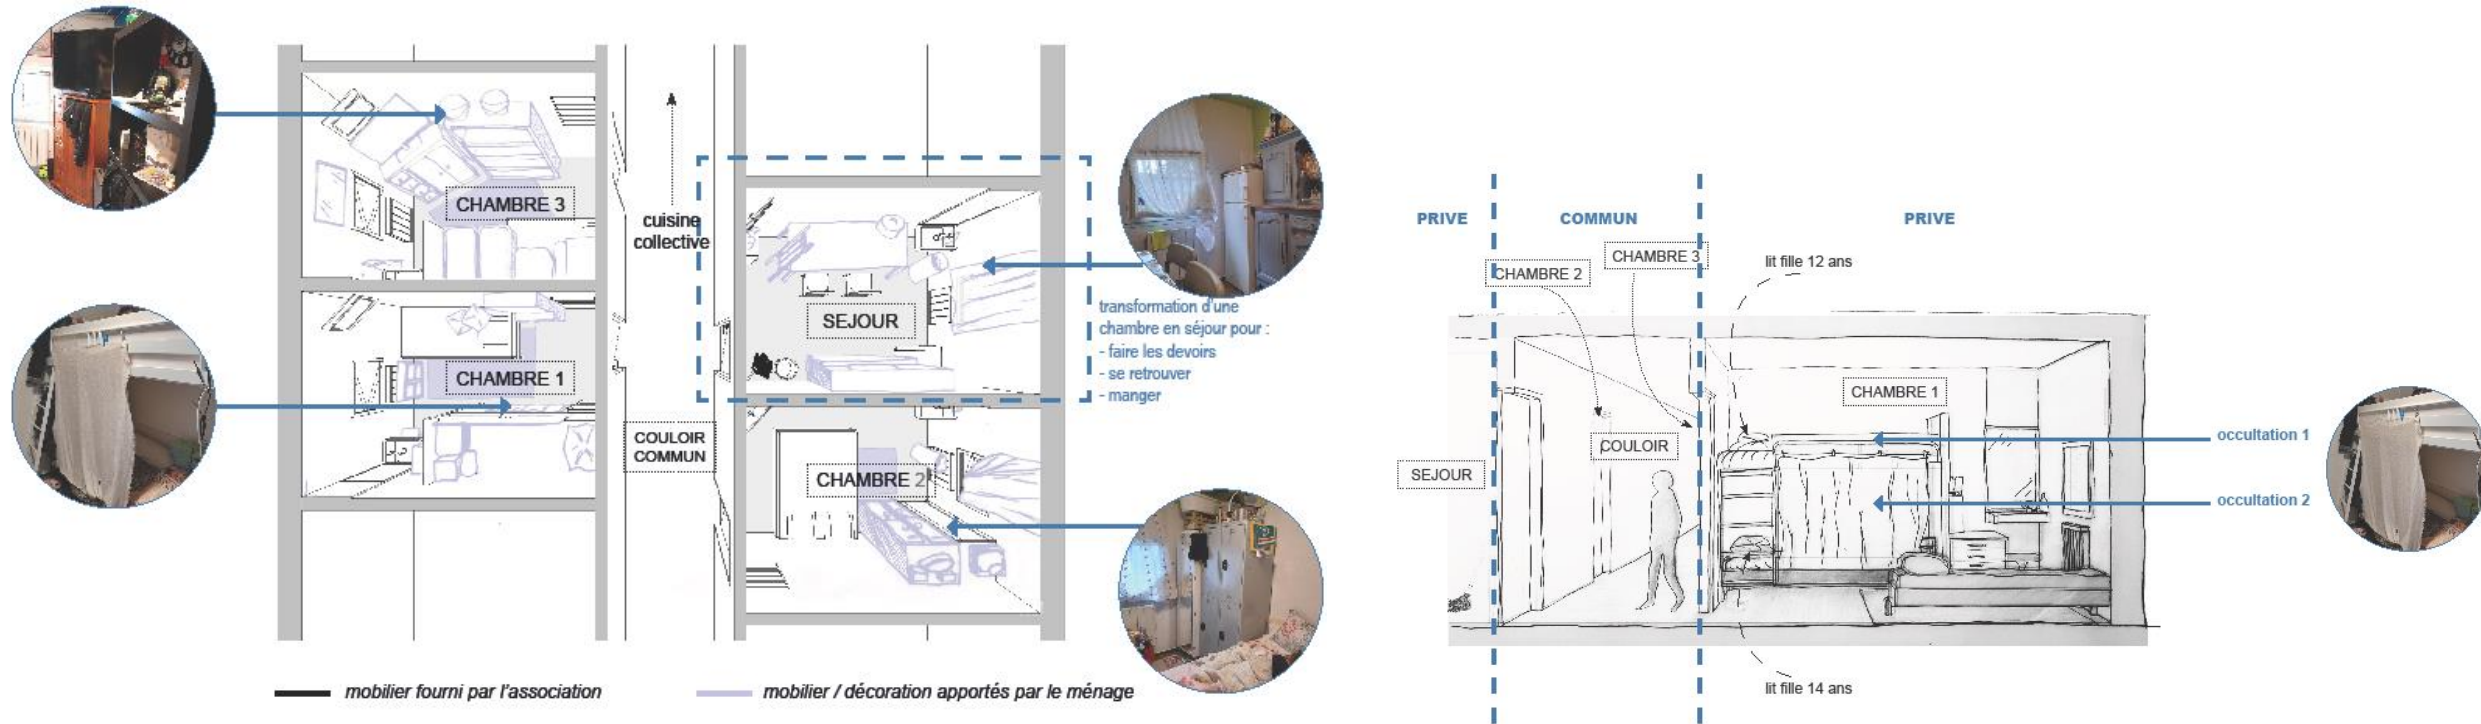 CHAMBRE 3
cuisine
collective
SEJOUR
transformation d'une
chambre en séjour pour :
- faire les devoirs
- se retrouver
- manger
CHAMBRE 1
COULOIR
COMMUN
CHAMBRE 2
mobilier fourni par l'association
mobilier / décoration apportés par le ménage
PRIVE
COMMUN
PRIVE
CHAMBRE 2
CHAMBRE 3
lit fille 12 ans
CHAMBRE 1
COULOIR
SEJOUR
occultation 1
occultation 2
lit fille 14 ans